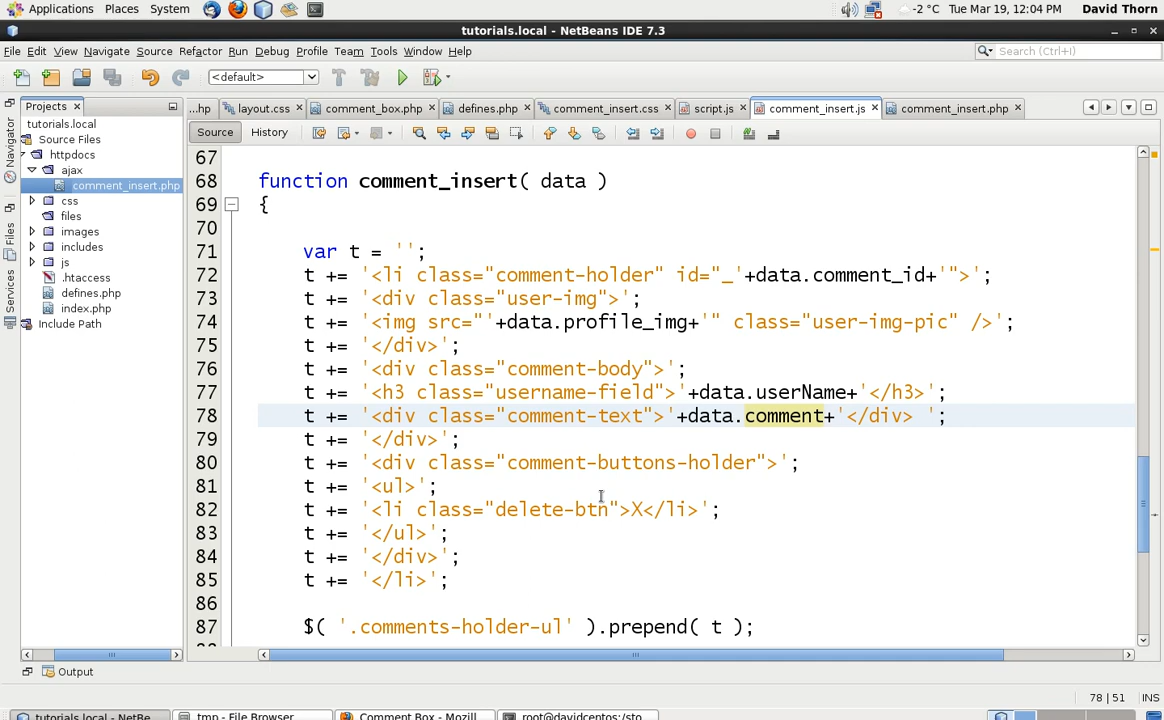 Applications Places System -2 °C Tue Mar 19, 12:04 PM David Thorn
tutorials.local - NetBeans IDE 7.3
File Edit View Navigate Source Refactor Run Debug Profile Team Tools Window Help Search (Ctrl+I)
<default>
Projects
...hp layout.css comment_box.php defines.php comment_insert.css script.js comment_insert.js comment_insert.php
Source History
Navigator
Files
Services
tutorials.local
Source Files
httpdocs
ajax
comment_insert.php
css
files
images
includes
js
.htaccess
defines.php
index.php
Include Path
67
68 function comment_insert( data )
69 {
70
71 var t = '';
72 t += '<li class="comment-holder" id="_'+data.comment_id+'">';
73 t += '<div class="user-img">';
74 t += '<img src="'+data.profile_img+'" class="user-img-pic" />';
75 t += '</div>';
76 t += '<div class="comment-body">';
77 t += '<h3 class="username-field">'+data.userName+'</h3>';
78 t += '<div class="comment-text">'+data.comment+'</div> ';
79 t += '</div>';
80 t += '<div class="comment-buttons-holder">';
81 t += '<ul>';
82 t += '<li class="delete-btn">X</li>';
83 t += '</ul>';
84 t += '</div>';
85 t += '</li>';
86
87 $( '.comments-holder-ul' ).prepend( t );
Output
78 | 51 INS
tutorials.local - NetBe... tmp - File Browser Comment Box - Mozill... root@davidcentos:/sto...